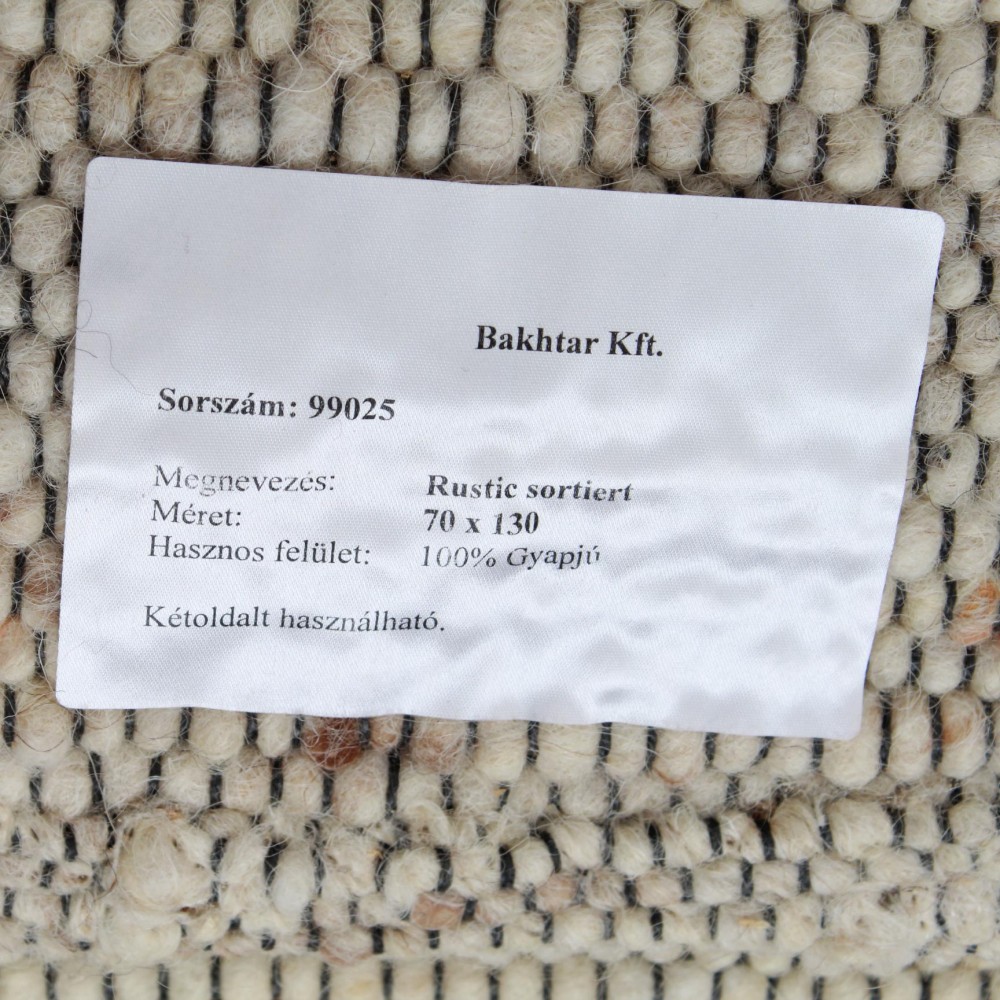 Bakhtar Kft.
Sorszám: 99025
Megnevezés: Rustic sortiert
Méret: 70 x 130
Hasznos felület: 100% Gyapjú
Kétoldalt használható.